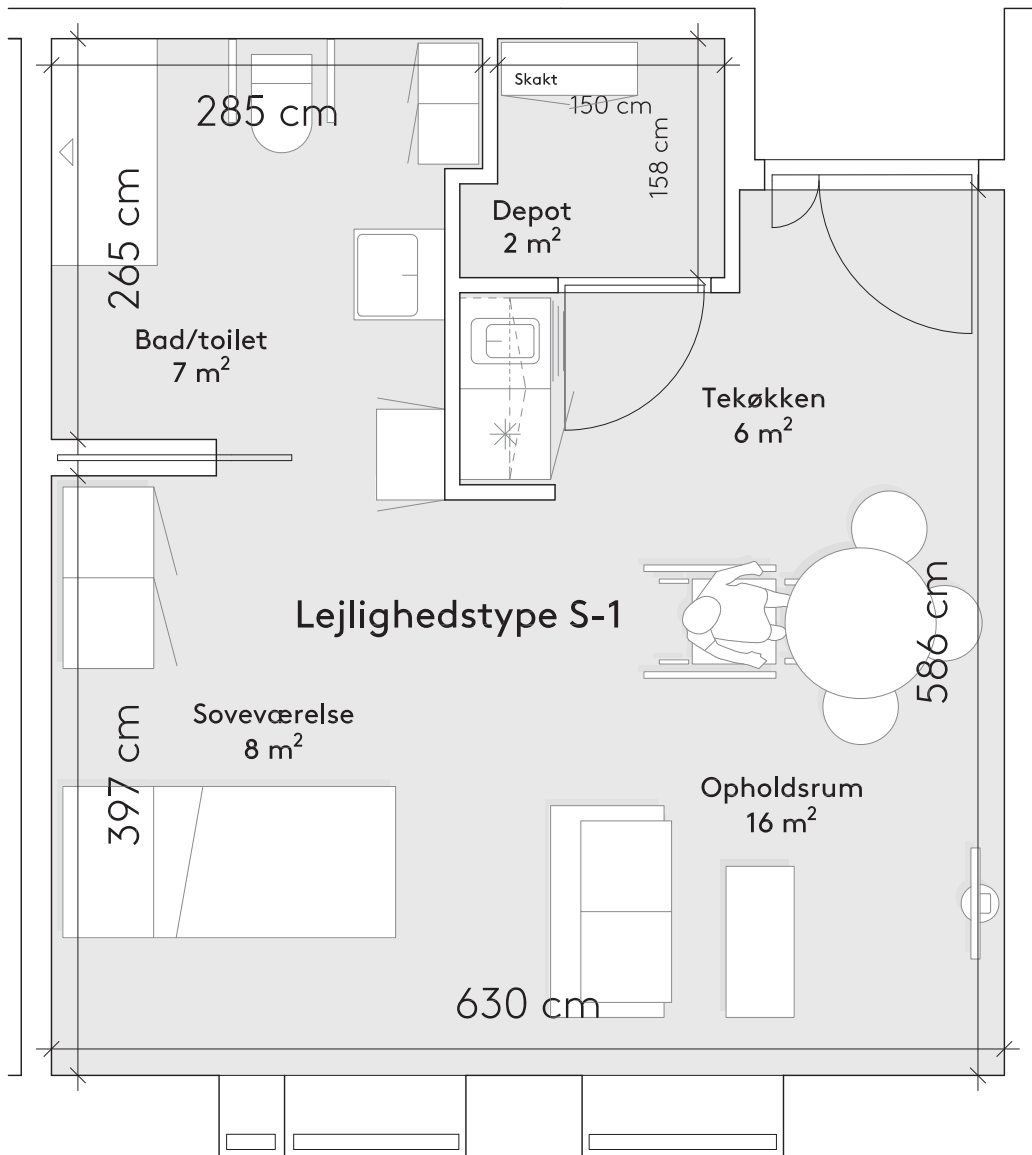 Skakt
150 cm
285 cm
158 cm
265 cm
Depot
2 m²
Bad/toilet
7 m²
Tekøkken
6 m²
Lejlighedstype S-1
586 cm
Soveværelse
8 m²
397 cm
Opholdsrum
16 m²
630 cm